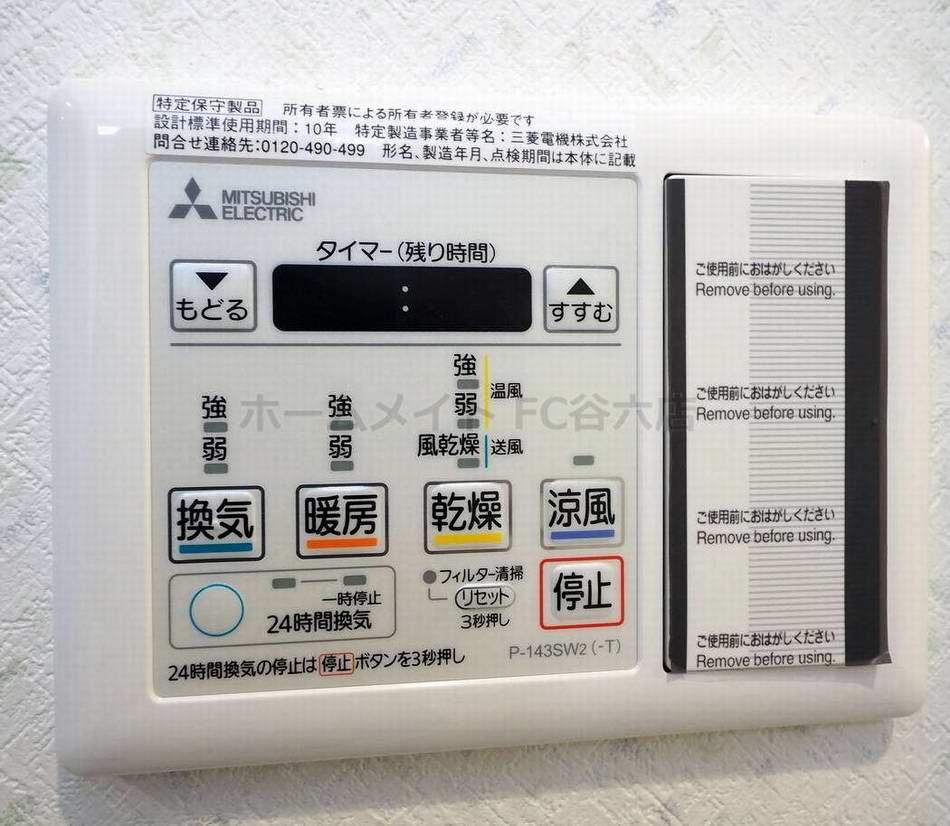 特定保守製品 所有者票による所有者登録が必要です
設計標準使用期間：10年 特定製造事業者等名：三菱電機株式会社
問合せ連絡先:0120-490-499 形名、製造年月、点検期間は本体に記載
MITSUBISHI
ELECTRIC
タイマー(残り時間)
▼
もどる
:
▲
すすむ
強
弱
強
弱
強
弱
温風
風乾燥
送風
ホームメイト FC谷六店
換気
暖房
乾燥
涼風
一時停止
24時間換気
フィルター清掃
リセット
3秒押し
停止
24時間換気の停止は停止ボタンを3秒押し
P-143SW2(-T)
ご使用前におはがしください
Remove before using.
ご使用前におはがしください
Remove before using.
ご使用前におはがしください
Remove before using.
ご使用前におはがしください
Remove before using.